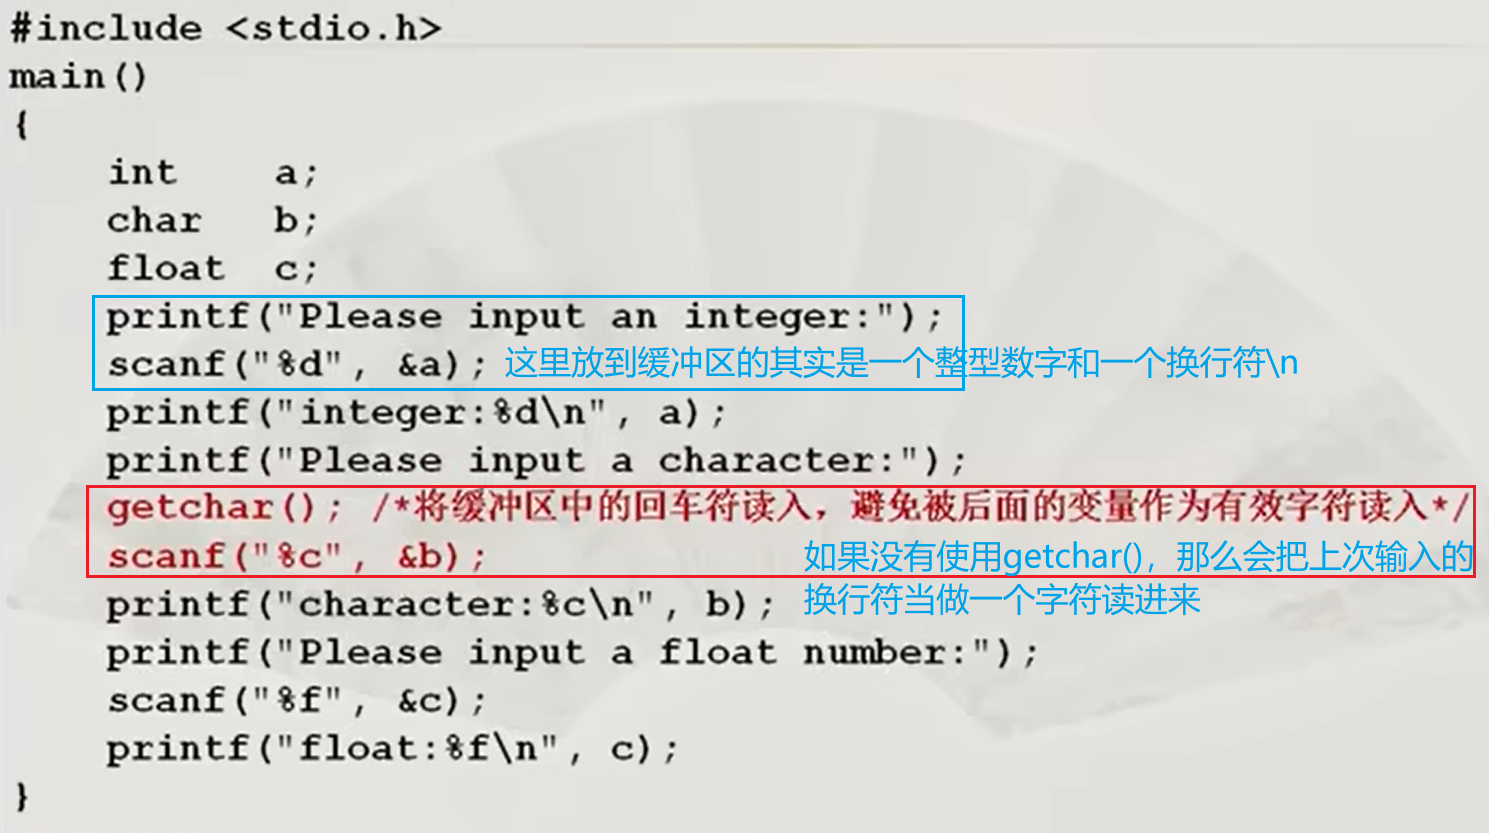 #include <stdio.h>
main()
{
int a;
char b;
float c;
printf("Please input an integer:");
scanf("%d", &a); 这里放到缓冲区的其实是一个整型数字和一个换行符\n
printf("integer:%d\n", a);
printf("Please input a character:");
getchar(); /*将缓冲区中的回车符读入，避免被后面的变量作为有效字符读入*/
scanf("%c", &b); 如果没有使用getchar()，那么会把上次输入的
printf("character:%c\n", b); 换行符当做一个字符读进来
printf("Please input a float number:");
scanf("%f", &c);
printf("float:%f\n", c);
}